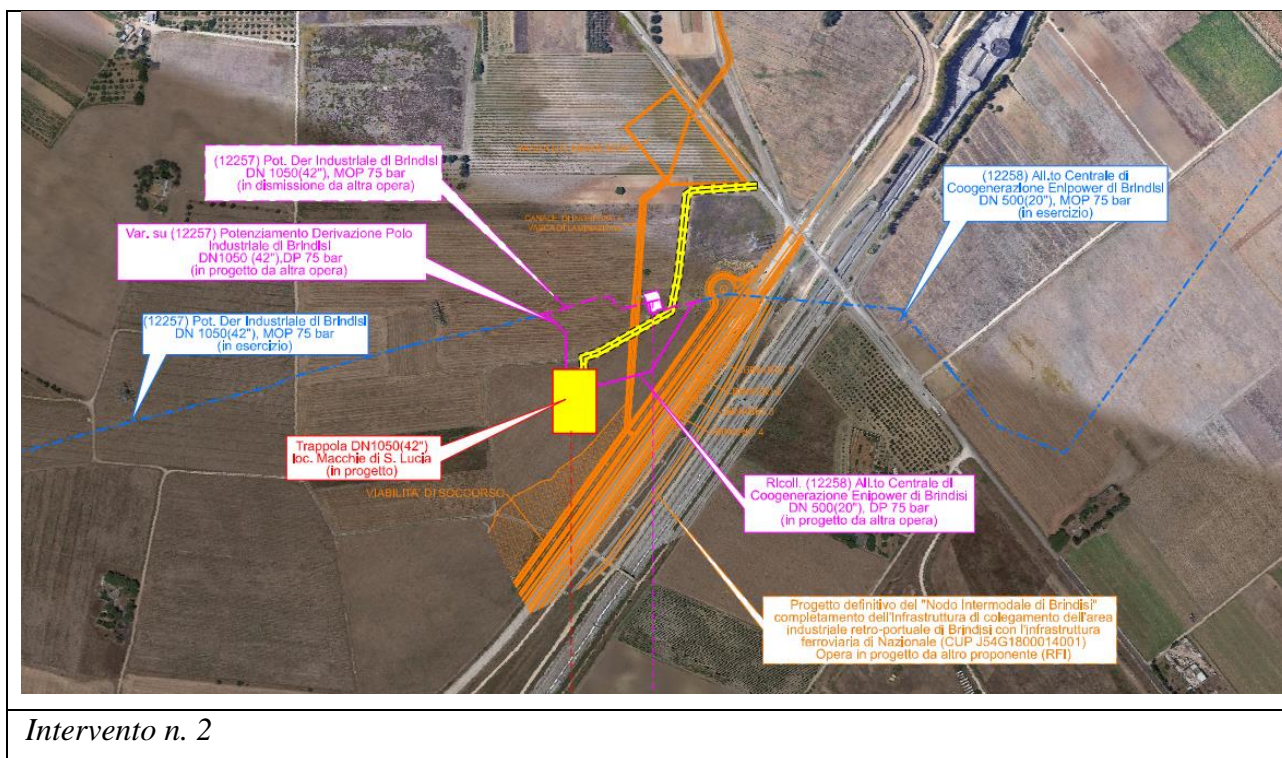 (12257) Pot. Der Industriale di Brindisi
DN 1050(42"), MOP 75 bar
(in dismissione da altra opera)
(12258) All.to Centrale di
Coogenerazione Enipower di Brindisi
DN 500(20"), MOP 75 bar
(in esercizio)
CANALE DI
VASCA DI LAMINAZIONE
Var. su (12257) Potenziamento Derivazione Polo
Industriale di Brindisi
DN1050 (42"),DP 75 bar
(in progetto da altra opera)
(12257) Pot. Der Industriale di Brindisi
DN 1050(42"), MOP 75 bar
(in esercizio)
Trappola DN1050(42")
loc. Macchie di S. Lucia
(in progetto)
VIABILITA' DI SOCCORSO
Ricoll. (12258) All.to Centrale di
Coogenerazione Enipower di Brindisi
DN 500(20"), DP 75 bar
(in progetto da altra opera)
Progetto definitivo del "Nodo Intermodale di Brindisi"
completamento dell'Infrastruttura di colegamento dell'area
industriale retro-portuale di Brindisi con l'infrastruttura
ferroviaria di Nazionale (CUP J54G1800014001)
Opera in progetto da altro proponente (RFI)
Intervento n. 2